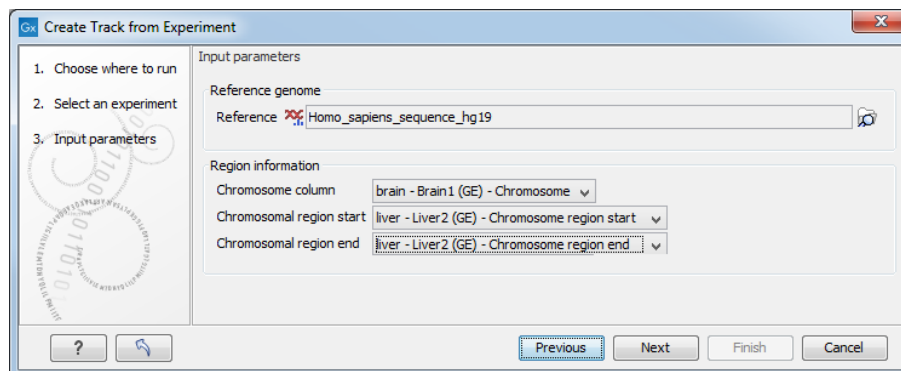 Gx Create Track from Experiment
X
1. Choose where to run
2. Select an experiment
3. Input parameters
Input parameters
Reference genome
Reference Homo_sapiens_sequence_hg19
Region information
Chromosome column brain - Brain1 (GE) - Chromosome
Chromosomal region start liver - Liver2 (GE) - Chromosome region start
Chromosomal region end liver - Liver2 (GE) - Chromosome region end
? Previous Next Finish Cancel